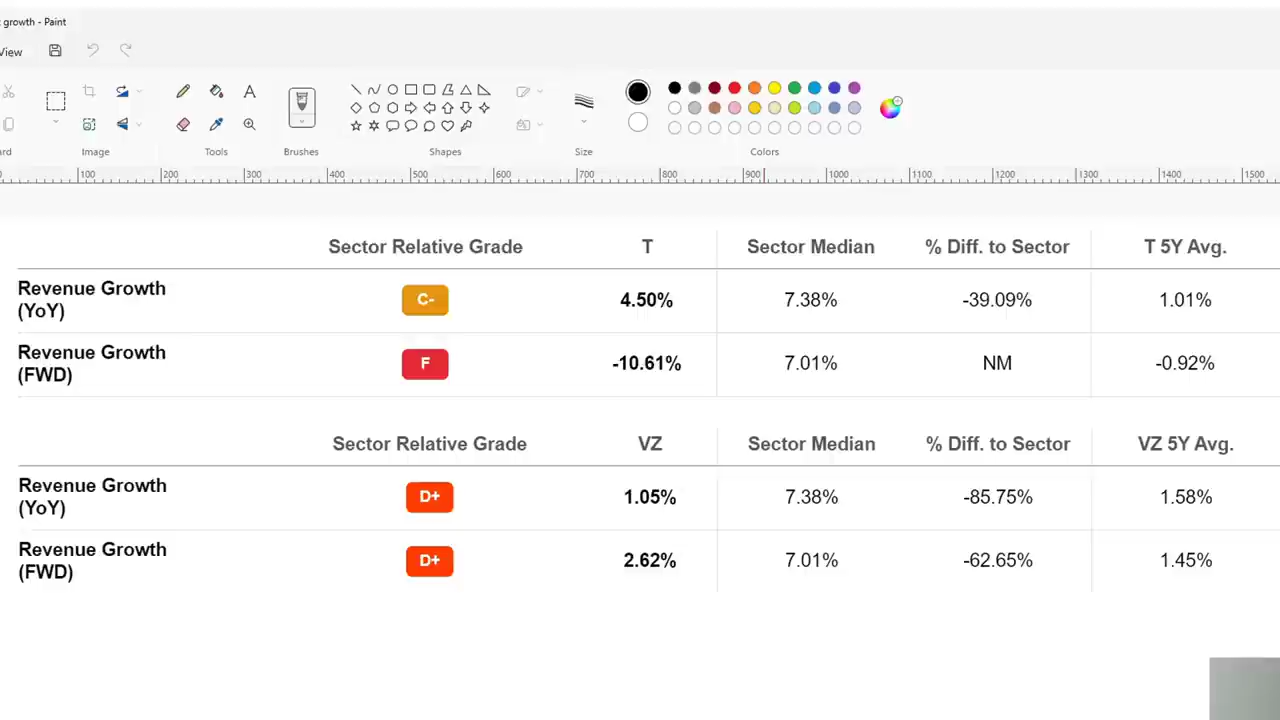 : growth - Paint
View
ard
Image
Tools
Brushes
Shapes
Size
Colors
100 200 300 400 500 600 700 800 900 1000 1100 1200 1300 1400 1500
Sector Relative Grade T Sector Median % Diff. to Sector T 5Y Avg.
Revenue Growth
(YoY) C- 4.50% 7.38% -39.09% 1.01%
Revenue Growth
(FWD) F -10.61% 7.01% NM -0.92%
Sector Relative Grade VZ Sector Median % Diff. to Sector VZ 5Y Avg.
Revenue Growth
(YoY) D+ 1.05% 7.38% -85.75% 1.58%
Revenue Growth
(FWD) D+ 2.62% 7.01% -62.65% 1.45%